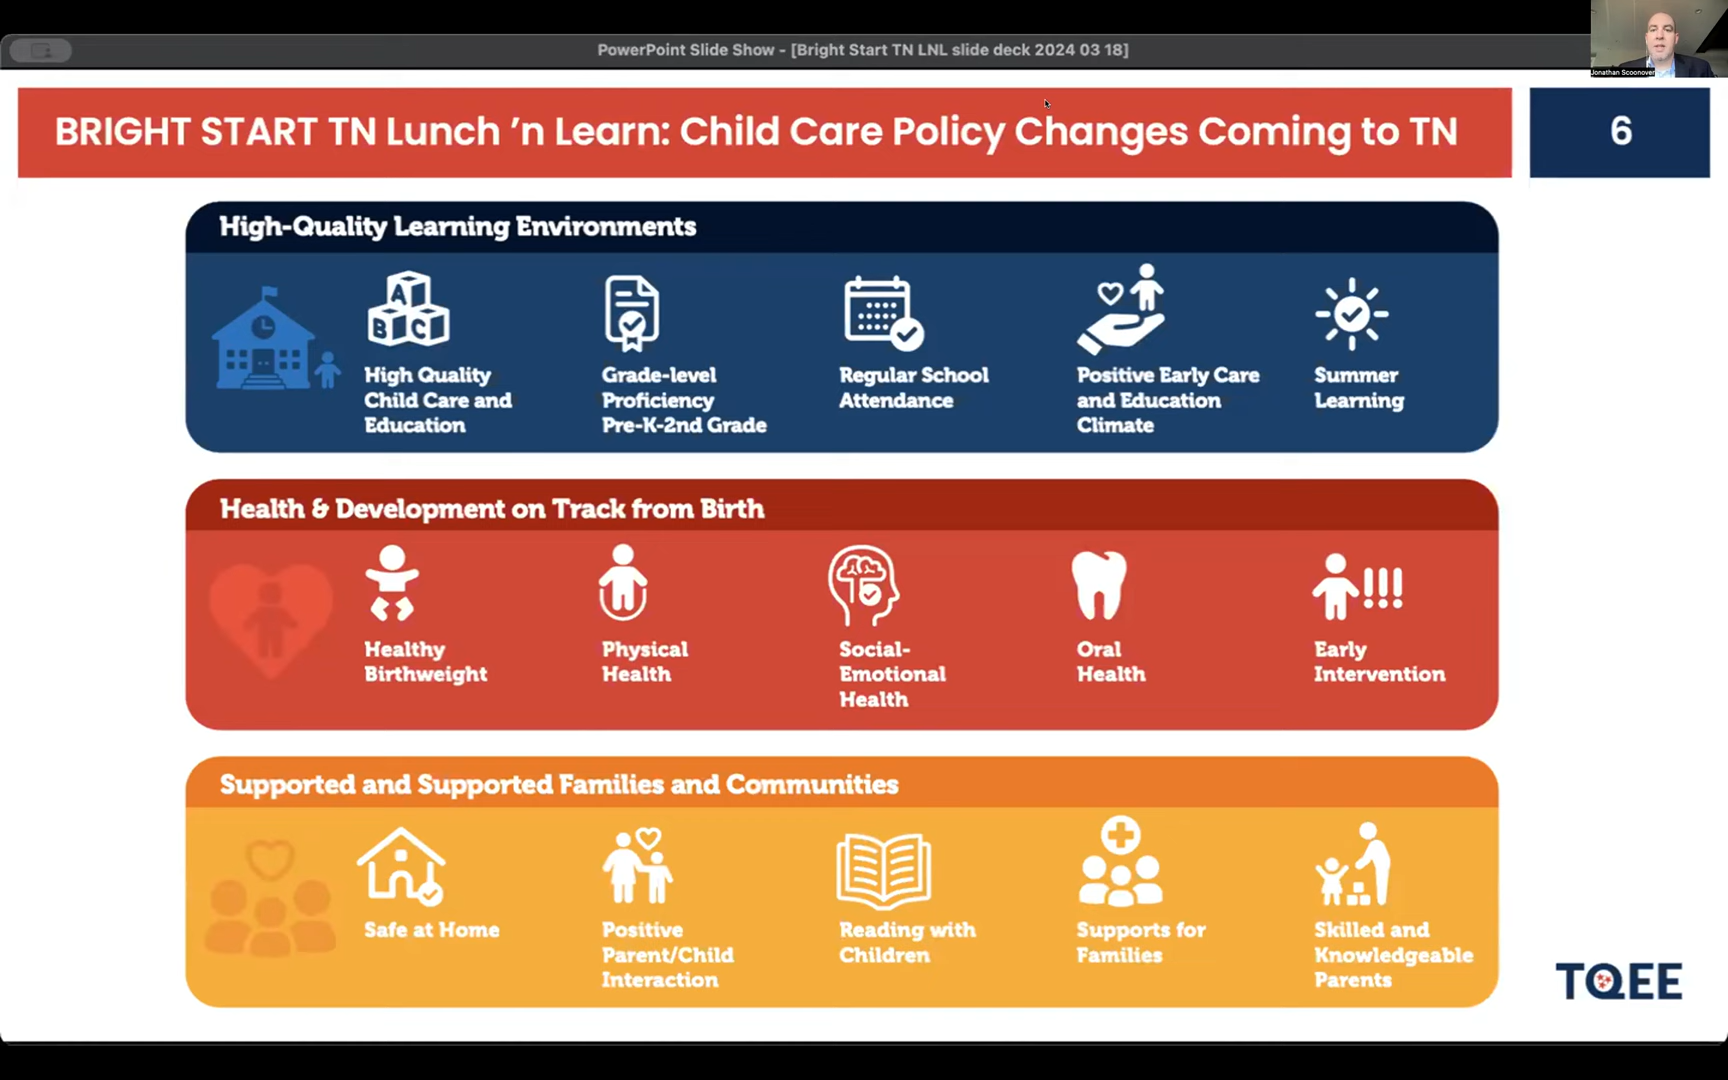 PowerPoint Slide Show - [Bright Start TN LNL slide deck 2024 03 18]
Jonathan Scoonover
BRIGHT START TN Lunch ’n Learn: Child Care Policy Changes Coming to TN
6
High-Quality Learning Environments
A
B C
High Quality
Child Care and
Education
Grade-level
Proficiency
Pre-K-2nd Grade
Regular School
Attendance
Positive Early Care
and Education
Climate
Summer
Learning
Health & Development on Track from Birth
Healthy
Birthweight
Physical
Health
Social-
Emotional
Health
Oral
Health
!!!
Early
Intervention
Supported and Supported Families and Communities
Safe at Home
Positive
Parent/Child
Interaction
Reading with
Children
Supports for
Families
Skilled and
Knowledgeable
Parents
TQEE